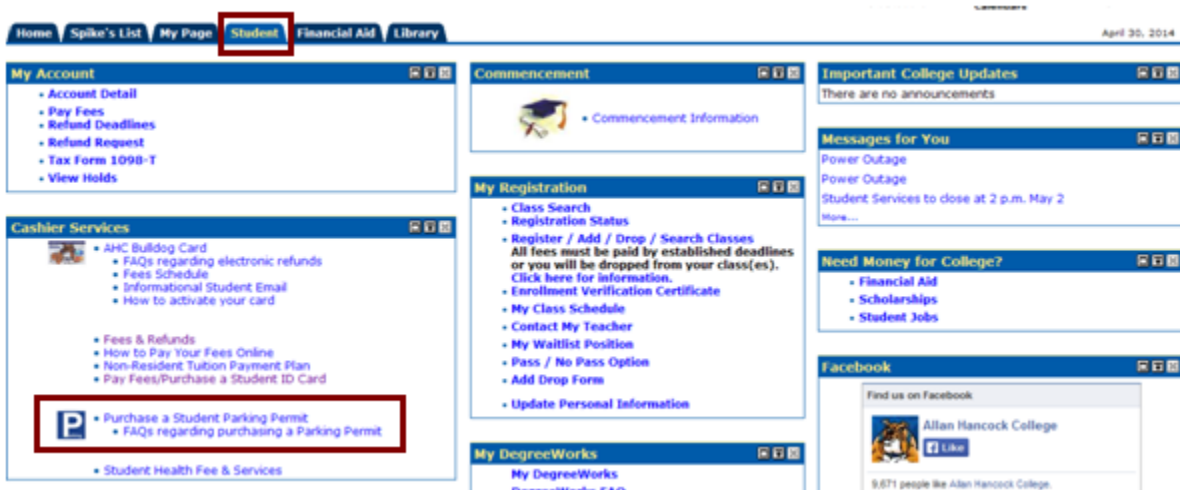 Calendars
Home
Spike's List
My Page
Student
Financial Aid
Library
April 30, 2014
My Account
Account Detail
Pay Fees
Refund Deadlines
Refund Request
Tax Form 1098-T
View Holds
Cashier Services
AHC Bulldog Card
FAQs regarding electronic refunds
Fees Schedule
Informational Student Email
How to activate your card
Fees & Refunds
How to Pay Your Fees Online
Non-Resident Tuition Payment Plan
Pay Fees/Purchase a Student ID Card
P
Purchase a Student Parking Permit
FAQs regarding purchasing a Parking Permit
Student Health Fee & Services
Commencement
Commencement Information
My Registration
Class Search
Registration Status
Register / Add / Drop / Search Classes
All fees must be paid by established deadlines
or you will be dropped from your class(es).
Click here for information.
Enrollment Verification Certificate
My Class Schedule
Contact My Teacher
My Waitlist Position
Pass / No Pass Option
Add Drop Form
Update Personal Information
My DegreeWorks
My DegreeWorks
DegreeWorks FAQ
Important College Updates
There are no announcements
Messages for You
Power Outage
Power Outage
Student Services to close at 2 p.m. May 2
More...
Need Money for College?
Financial Aid
Scholarships
Student Jobs
Facebook
Find us on Facebook
Allan Hancock College
Like
9,671 people like Allan Hancock College.